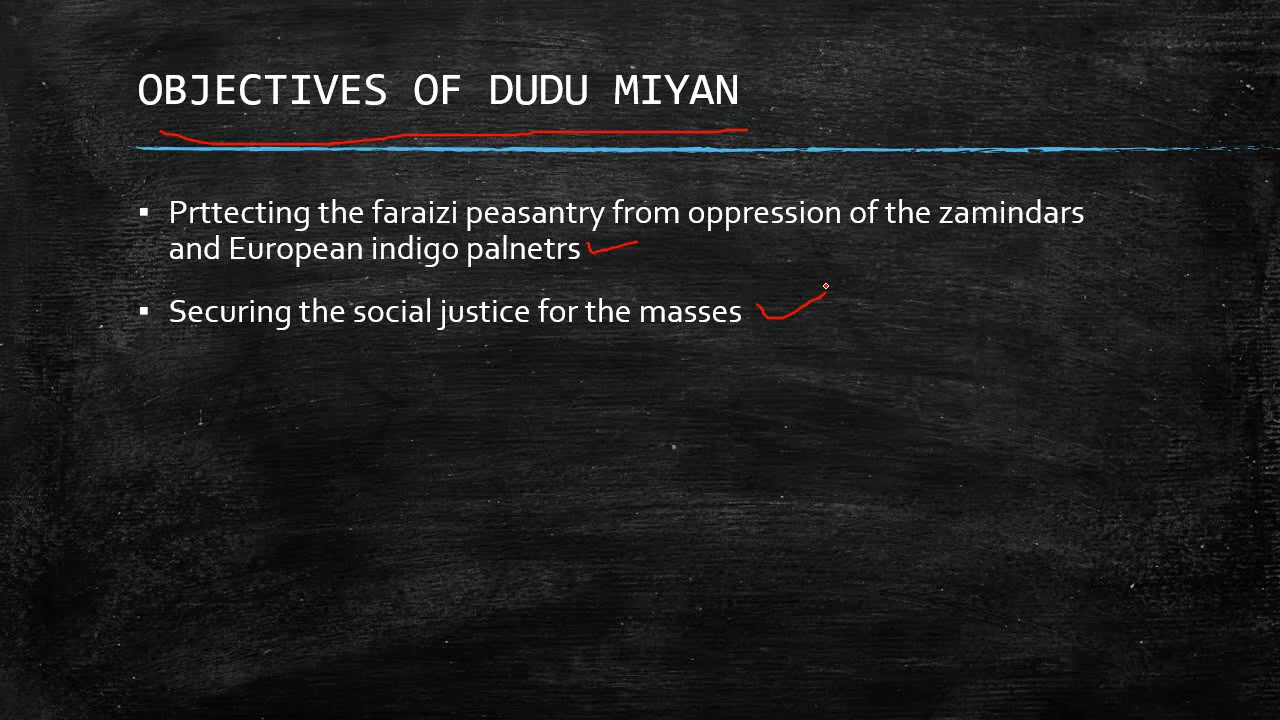 OBJECTIVES OF DUDU MIYAN
▪ Prttecting the faraizi peasantry from oppression of the zamindars
and European indigo palnetrs
▪ Securing the social justice for the masses